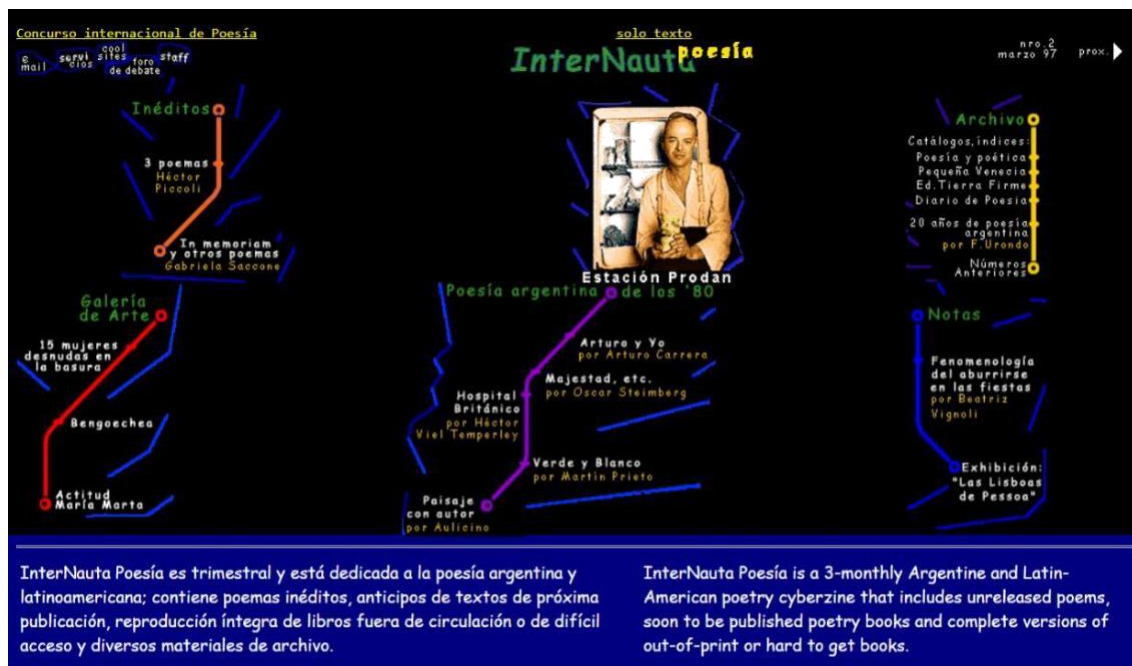 Concurso internacional de Poesía
solo texto
e
mail
servi
cios
cool
sites
foro
de debate
staff
InterNauta
poesía
nro.2
marzo 97
prox.
Inéditos
3 poemas
Héctor
Piccoli
In memoriam
y otros poemas
Gabriela Saccone
Galería
de Arte
15 mujeres
desnudas en
la basura
Bengoechea
Actitud
María Marta
Estación Prodan
Poesía argentina de los '80
Arturo y Yo
por Arturo Carrera
Majestad, etc.
por Oscar Steimberg
Hospital
Británico
por Héctor
Viel Temperley
Verde y Blanco
por Martín Prieto
Paisaje
con autor
por Aulicino
Archivo
Catálogos, índices:
Poesía y poética
Pequeña Venecia
Ed.Tierra Firme
Diario de Poesia
20 años de poesía
argentina
por F.Urondo
Números
Anteriores
Notas
Fenomenología
del aburrirse
en las fiestas
por Beatriz
Vignoli
Exhibición:
"Las Lisboas
de Pessoa"
InterNauta Poesía es trimestral y está dedicada a la poesía argentina y
latinoamericana; contiene poemas inéditos, anticipos de textos de próxima
publicación, reproducción íntegra de libros fuera de circulación o de difícil
acceso y diversos materiales de archivo.
InterNauta Poesía is a 3-monthly Argentine and Latin-
American poetry cyberzine that includes unreleased poems,
soon to be published poetry books and complete versions of
out-of-print or hard to get books.